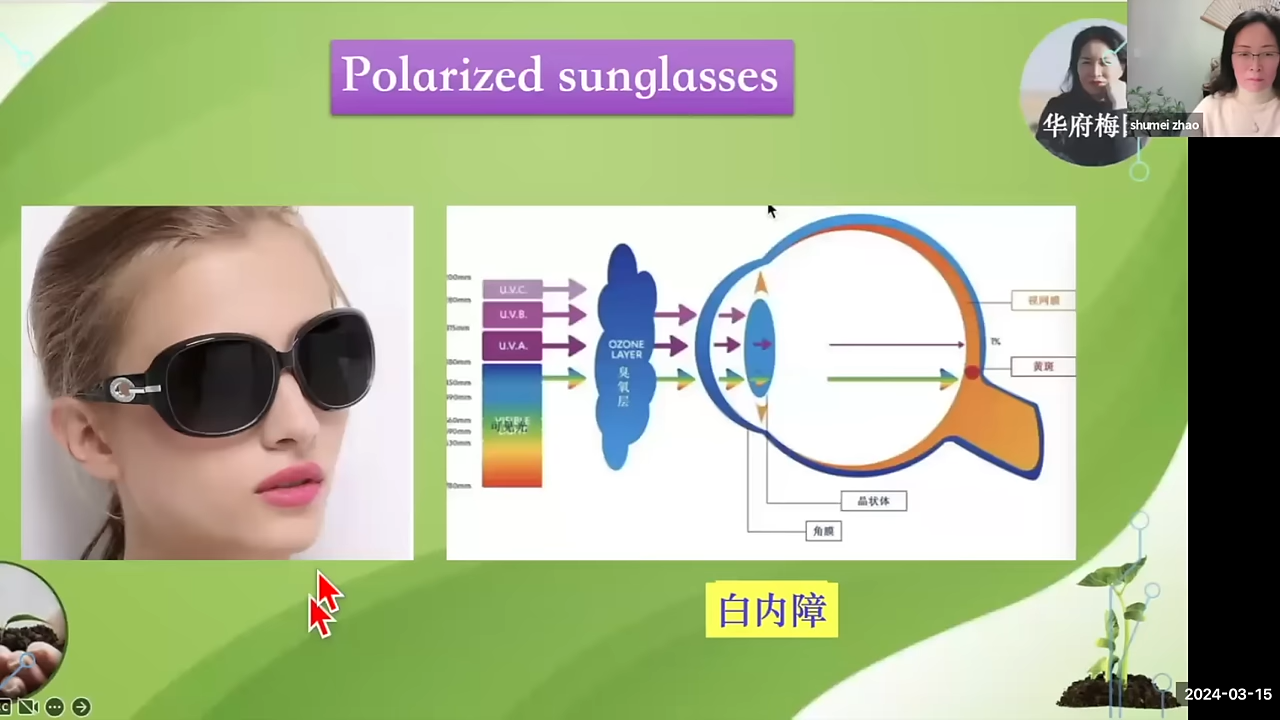 Polarized sunglasses
华府梅
shumei zhao
U.V.C.
U.V.B.
U.V.A.
OZONE
LAYER
臭
氧
层
可见光
视网膜
1%
黄斑
晶状体
角膜
白内障
2024-03-15